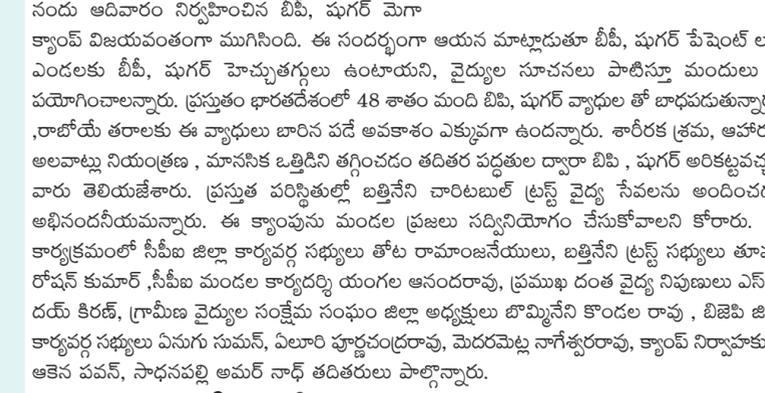 నందు ఆదివారం నిర్వహించిన బీపీ, షుగర్ మెగా
క్యాంప్ విజయవంతంగా ముగిసింది. ఈ సందర్భంగా ఆయన మాట్లాడుతూ బీపీ, షుగర్ పేషెంట్
ఎండలకు బీపీ, షుగర్ హెచ్చుతగ్గులు ఉంటాయని, వైద్యుల సూచనలు పాటిస్తూ మందులు
పయోగించాలన్నారు. ప్రస్తుతం భారతదేశంలో 48 శాతం మంది బిపి, షుగర్ వ్యాధుల తో బాధపడుతున్నా
,రాబోయే తరాలకు ఈ వ్యాధులు బారిన పడే అవకాశం ఎక్కువగా ఉందన్నారు. శారీరక శ్రమ, ఆహార
అలవాట్లు నియంత్రణ , మానసిక ఒత్తిడిని తగ్గించడం తదితర పద్ధతుల ద్వారా బిపి , షుగర్ అరికట్టవచ్చ
వారు తెలియజేశారు. ప్రస్తుత పరిస్థితుల్లో బత్తినేని చారిటబుల్ ట్రస్ట్ వైద్య సేవలను అందించడ
అభినందనీయమన్నారు. ఈ క్యాంపును మండల ప్రజలు సద్వినియోగం చేసుకోవాలని కోరారు.
కార్యక్రమంలో సీపీఐ జిల్లా కార్యవర్గ సభ్యులు తోట రామాంజనేయులు, బత్తినేని ట్రస్ట్ సభ్యులు తూ
రోషన్ కుమార్ ,సీపీఐ మండల కార్యదర్శి యంగల ఆనందరావు, ప్రముఖ దంత వైద్య నిపుణులు ఎస్
దయ్ కిరణ్, గ్రామీణ వైద్యుల సంక్షేమ సంఘం జిల్లా అధ్యక్షులు బొమ్మినేని కొండల రావు , బిజెపి జి
కార్యవర్గ సభ్యులు ఏనుగు సుమన్, ఏలూరి పూర్ణచంద్రరావు, మెదరమెట్ల నాగేశ్వరరావు, క్యాంప్ నిర్వాహకు
ఆకెన పవన్, సాధనపల్లి అమర్ నాధ్ తదితరులు పాల్గొన్నారు.